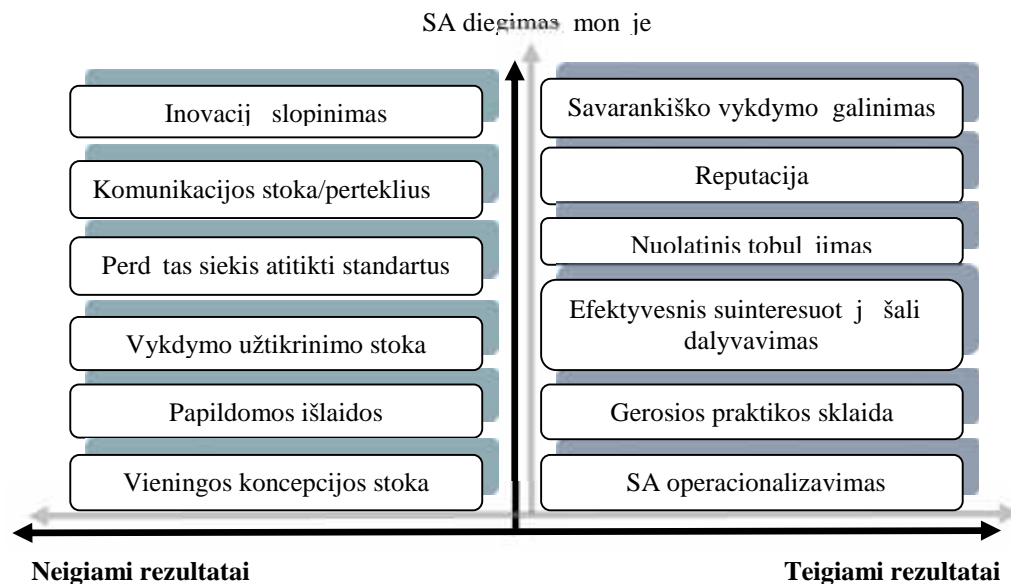 SA diegimas mon je
Inovacij slopinimas
Komunikacijos stoka/perteklius
Perd tas siekis atitikti standartus
Vykdymo užtikrinimo stoka
Papildomos išlaidos
Vieningos koncepcijos stoka
Savarankiško vykdymo galinimas
Reputacija
Nuolatinis tobul jimas
Efektyvesnis suinteresuot j šali
dalyvavimas
Gerosios praktikos sklaida
SA operacionalizavimas
Neigiami rezultatai
Teigiami rezultatai